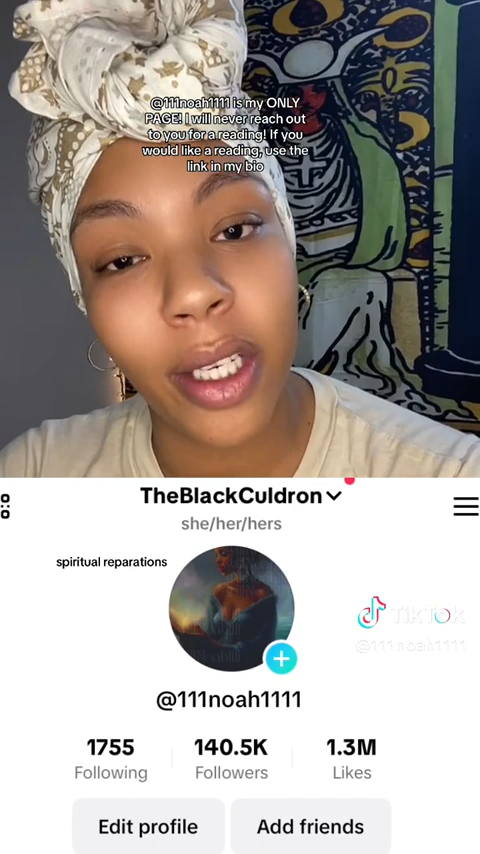 @111noah1111 is my ONLY
PAGE! I will never reach out
to you for a reading! If you
would like a reading, use the
link in my bio
TheBlackCuldron
she/her/hers
spiritual reparations
TikTok
@111noah1111
@111noah1111
1755
140.5K
1.3M
Following
Followers
Likes
Edit profile
Add friends